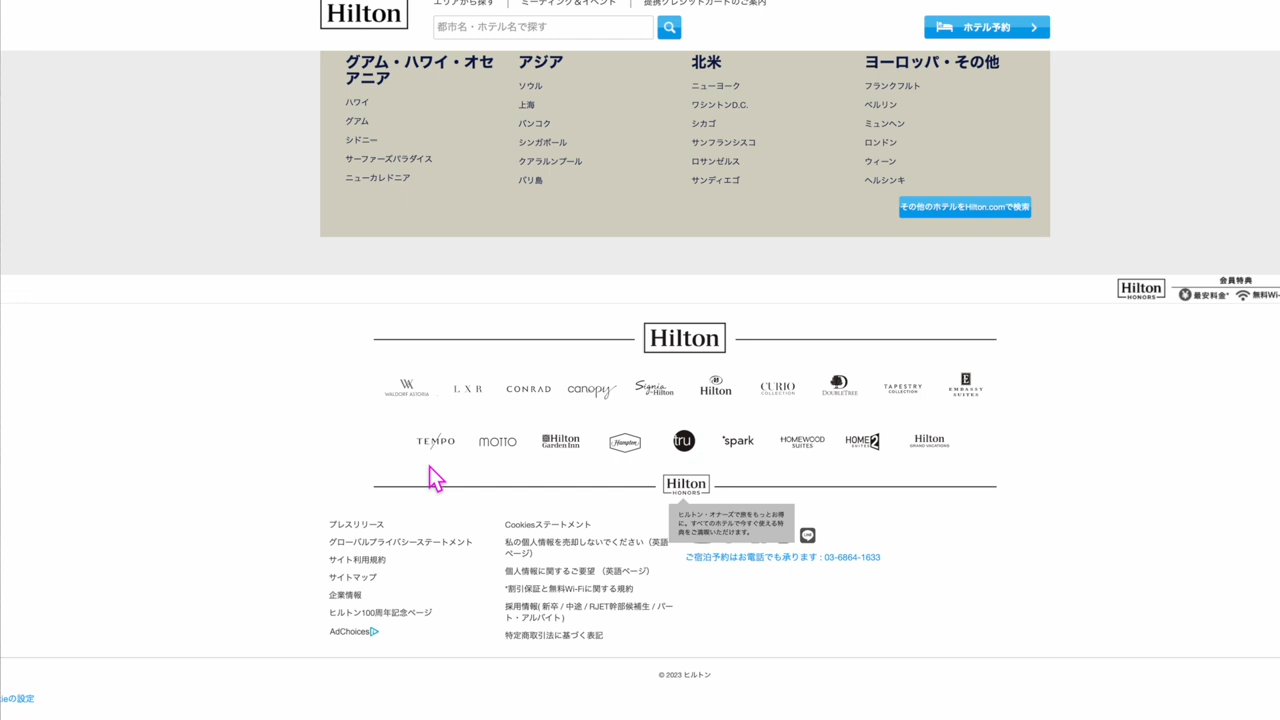 エリアから探す
ミーティング&イベント
提携クレジットカードのご案内
Hilton
都市名・ホテル名で探す
ホテル予約
グアム・ハワイ・オセ
アニア
ハワイ
グアム
シドニー
サーファーズパラダイス
ニューカレドニア
アジア
ソウル
上海
バンコク
シンガポール
クアラルンプール
バリ島
北米
ニューヨーク
ワシントンD.C.
シカゴ
サンフランシスコ
ロサンゼルス
サンディエゴ
ヨーロッパ・その他
フランクフルト
ベルリン
ミュンヘン
ロンドン
ウィーン
ヘルシンキ
その他のホテルをHilton.comで検索
Hilton
HONORS
会員特典
最安料金*
無料Wi-
Hilton
WALDORF ASTORIA
LXR
CONRAD
canopy
Signia
by Hilton
Hilton
CURIO
COLLECTION
DOUBLETREE
TAPESTRY
COLLECTION
E
EMBASSY
SUITES
TEMPO
MOTTO
Hilton
Garden Inn
Hampton
tru
spark
HOMEWOOD
SUITES
HOME2
SUITES
Hilton
GRAND VACATIONS
Hilton
HONORS
ヒルトン・オナーズで旅をもっとお得
に。すべてのホテルで今すぐ使える特
典をご満喫いただけます。
プレスリリース
グローバルプライバシーステートメント
サイト利用規約
サイトマップ
企業情報
ヒルトン100周年記念ページ
AdChoices
Cookiesステートメント
私の個人情報を売却しないでください（英語
ページ）
個人情報に関するご要望 （英語ページ）
*割引保証と無料Wi-Fiに関する規約
採用情報( 新卒 / 中途 / RJET幹部候補生 / パー
ト・アルバイト )
特定商取引法に基づく表記
LINE
ご宿泊予約はお電話でも承ります : 03-6864-1633
© 2023 ヒルトン
ieの設定